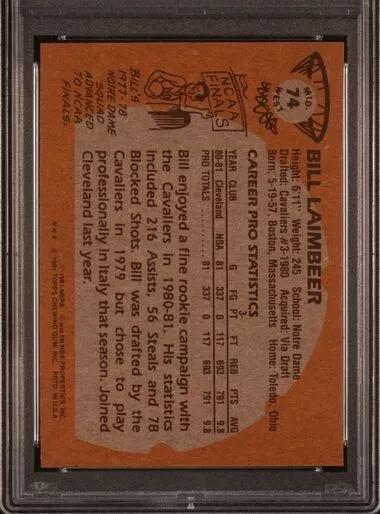 MID.
WES
74
BILL LAIMBEER
Height: 6'11" Weight: 245 School: Notre Dame
Drafted: Cavaliers #3-1980 Acquired: Via Draft
Born: 5-19-57, Boston, Massachusetts Home: Toledo, Ohio
CAREER PRO STATISTICS
3-
YEAR CLUB G FG PT FT REB PTS AVG
80-81 Cleveland NBA 81 337 0 117 693 791 9.8
PRO TOTALS 81 337 0 117 693 791 9.8
Bill enjoyed a fine rookie campaign with
the Cavaliers in 1980-81. His statistics
included 216 Assists, 56 Steals and 78
Blocked Shots. Bill was drafted by the
Cavaliers in 1979 but chose to play
professionally in Italy that season. Joined
Cleveland last year.
NCAA
FINALS
BILL'S
1977-78
NOTRE DAME
SQUAD
ADVANCED
TO NCAA
FINALS.
© 1981 NBAPA © 1981 NBA PROPERTIES, INC.
© 1981 TOPPS CHEWING GUM, INC. PRTD. IN U.S.A.